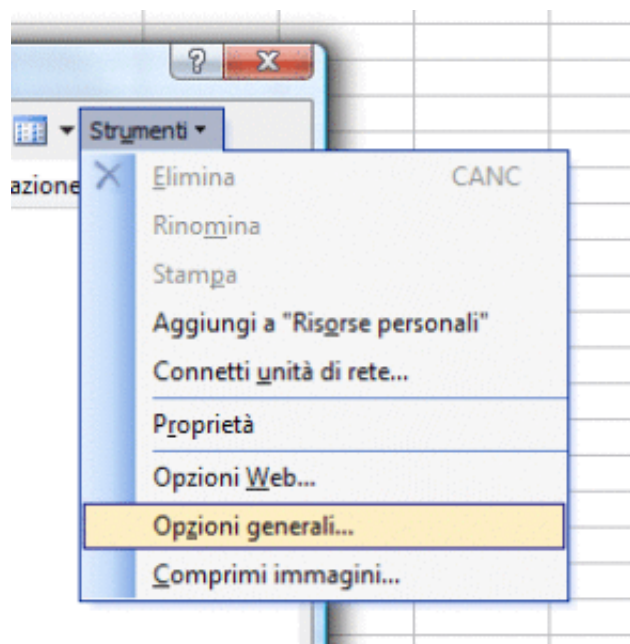 ?
Strumenti
azione
Elimina CANC
Rinomina
Stampa
Aggiungi a "Risorse personali"
Connetti unità di rete...
Proprietà
Opzioni Web...
Opzioni generali...
Comprimi immagini...